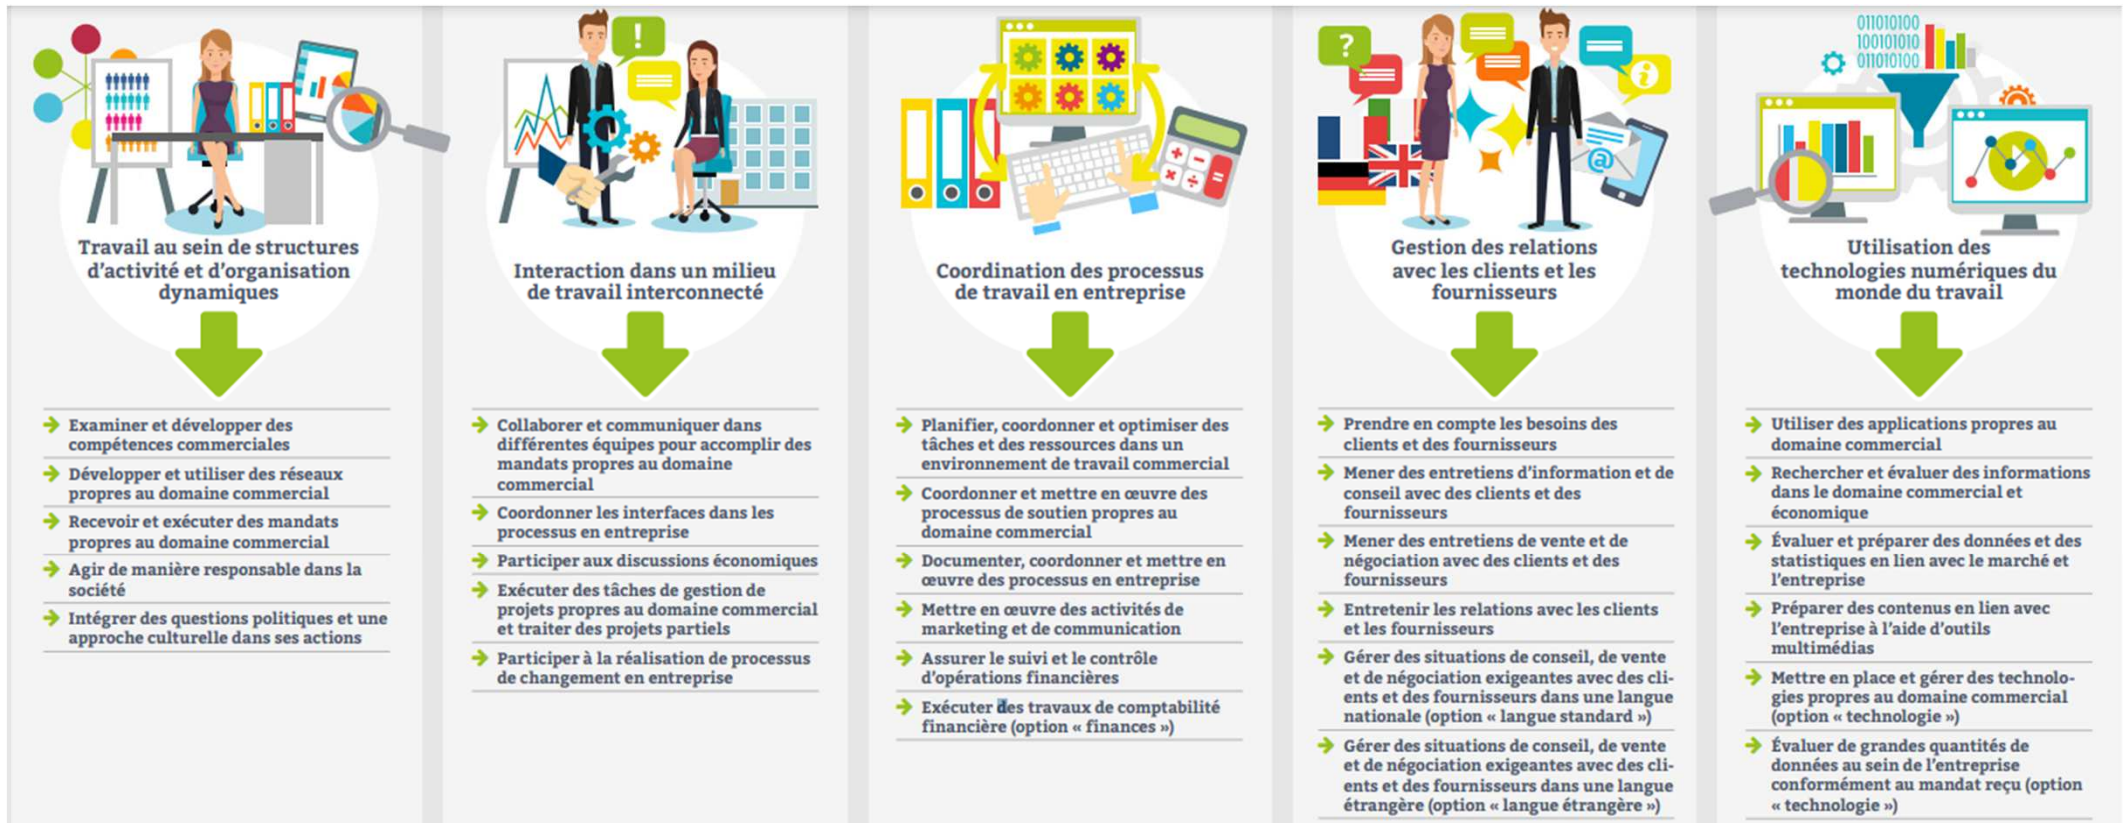 !
?
i
@
011010100
100101010
011010100
Travail au sein de structures
d'activité et d'organisation
dynamiques
Examiner et développer des
compétences commerciales
Développer et utiliser des réseaux
propres au domaine commercial
Recevoir et exécuter des mandats
propres au domaine commercial
Agir de manière responsable dans la
société
Intégrer des questions politiques et une
approche culturelle dans ses actions
Interaction dans un milieu
de travail interconnecté
Collaborer et communiquer dans
différentes équipes pour accomplir des
mandats propres au domaine
commercial
Coordonner les interfaces dans les
processus en entreprise
Participer aux discussions économiques
Exécuter des tâches de gestion de
projets propres au domaine commercial
et traiter des projets partiels
Participer à la réalisation de processus
de changement en entreprise
Coordination des processus
de travail en entreprise
Planifier, coordonner et optimiser des
tâches et des ressources dans un
environnement de travail commercial
Coordonner et mettre en œuvre des
processus de soutien propres au
domaine commercial
Documenter, coordonner et mettre en
œuvre des processus en entreprise
Mettre en œuvre des activités de
marketing et de communication
Assurer le suivi et le contrôle
d'opérations financières
Exécuter des travaux de comptabilité
financière (option « finances »)
Gestion des relations
avec les clients et les
fournisseurs
Prendre en compte les besoins des
clients et des fournisseurs
Mener des entretiens d'information et de
conseil avec des clients et des
fournisseurs
Mener des entretiens de vente et de
négociation avec des clients et des
fournisseurs
Entretenir les relations avec les clients
et les fournisseurs
Gérer des situations de conseil, de vente
et de négociation exigeantes avec des cli-
ents et des fournisseurs dans une langue
nationale (option « langue standard »)
Gérer des situations de conseil, de vente
et de négociation exigeantes avec des cli-
ents et des fournisseurs dans une langue
étrangère (option « langue étrangère »)
Utilisation des
technologies numériques du
monde du travail
Utiliser des applications propres au
domaine commercial
Rechercher et évaluer des informations
dans le domaine commercial et
économique
Évaluer et préparer des données et des
statistiques en lien avec le marché et
l'entreprise
Préparer des contenus en lien avec
l'entreprise à l'aide d'outils
multimédias
Mettre en place et gérer des technolo-
gies propres au domaine commercial
(option « technologie »)
Évaluer de grandes quantités de
données au sein de l'entreprise
conformément au mandat reçu (option
« technologie »)